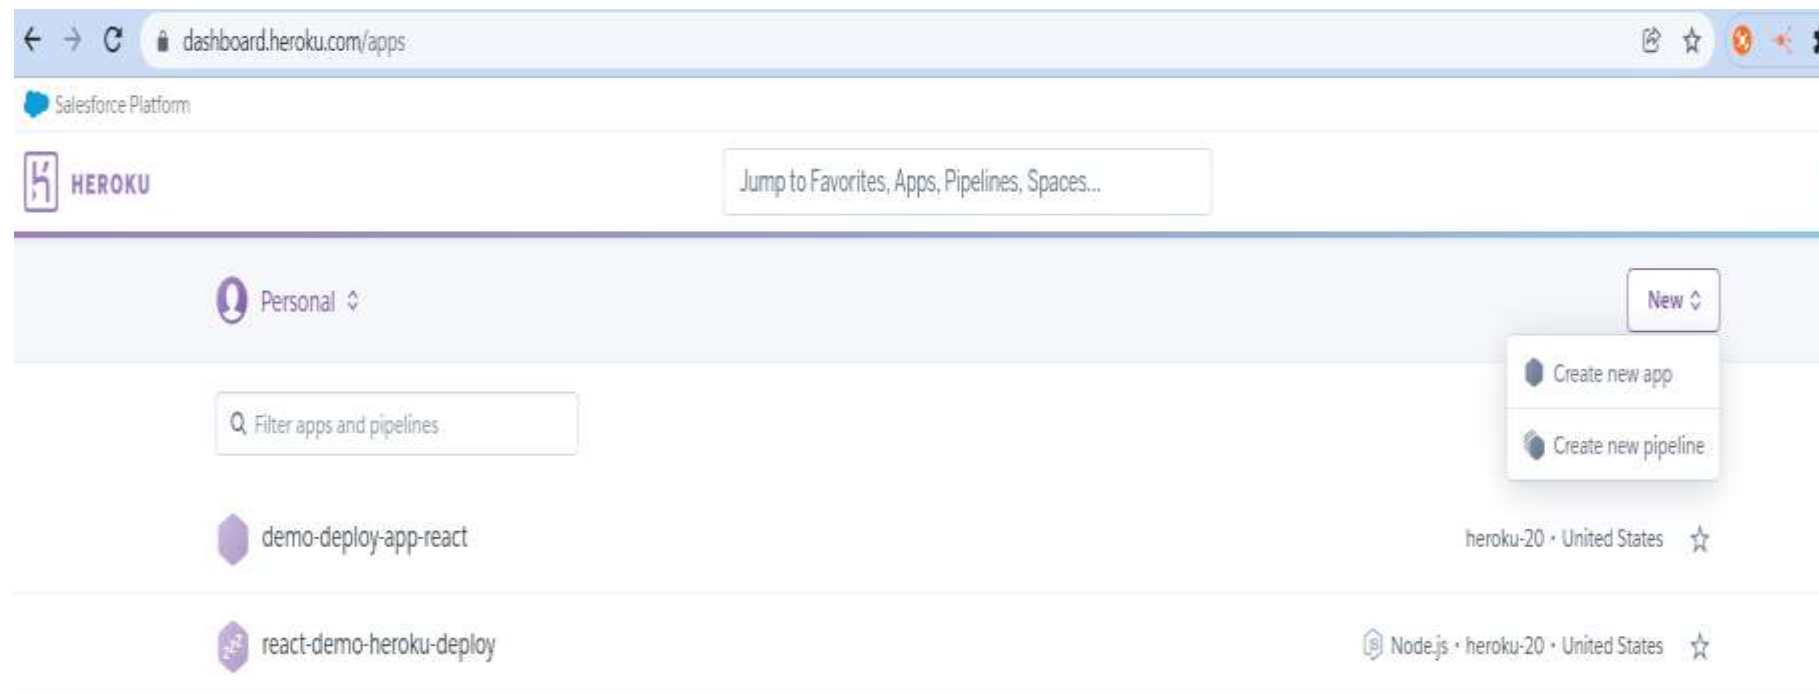 dashboard.heroku.com/apps
Salesforce Platform
HEROKU
Jump to Favorites, Apps, Pipelines, Spaces...
Personal
New
Create new app
Filter apps and pipelines
Create new pipeline
demo-deploy-app-react
heroku-20 · United States
react-demo-heroku-deploy
Node.js · heroku-20 · United States